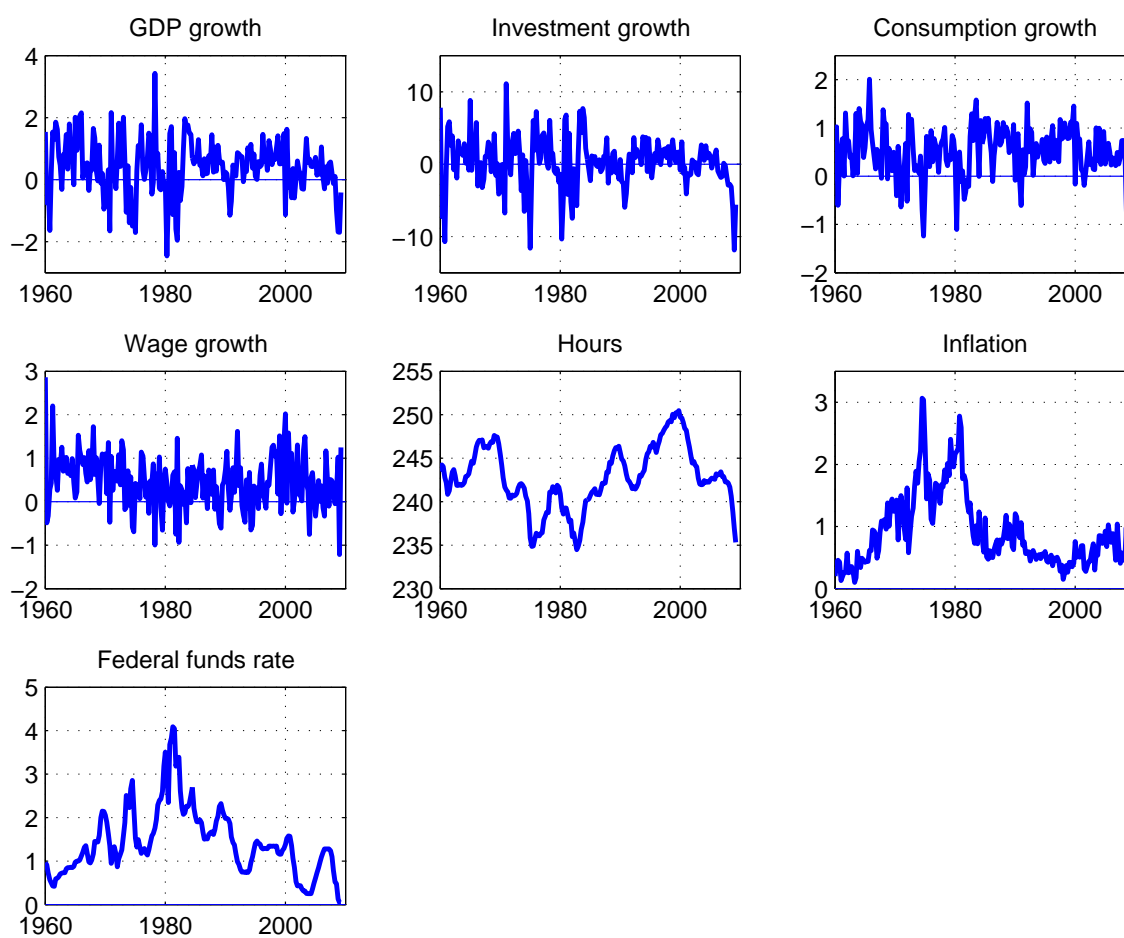 GDP growth
4
2
0
−2
1960 1980 2000
Investment growth
10
0
−10
1960 1980 2000
Consumption growth
2
1
0
−1
−2
1960 1980 2000
Wage growth
3
2
1
0
−1
−2
1960 1980 2000
Hours
255
250
245
240
235
230
1960 1980 2000
Inflation
3
2
1
0
1960 1980 2000
Federal funds rate
5
4
3
2
1
0
1960 1980 2000